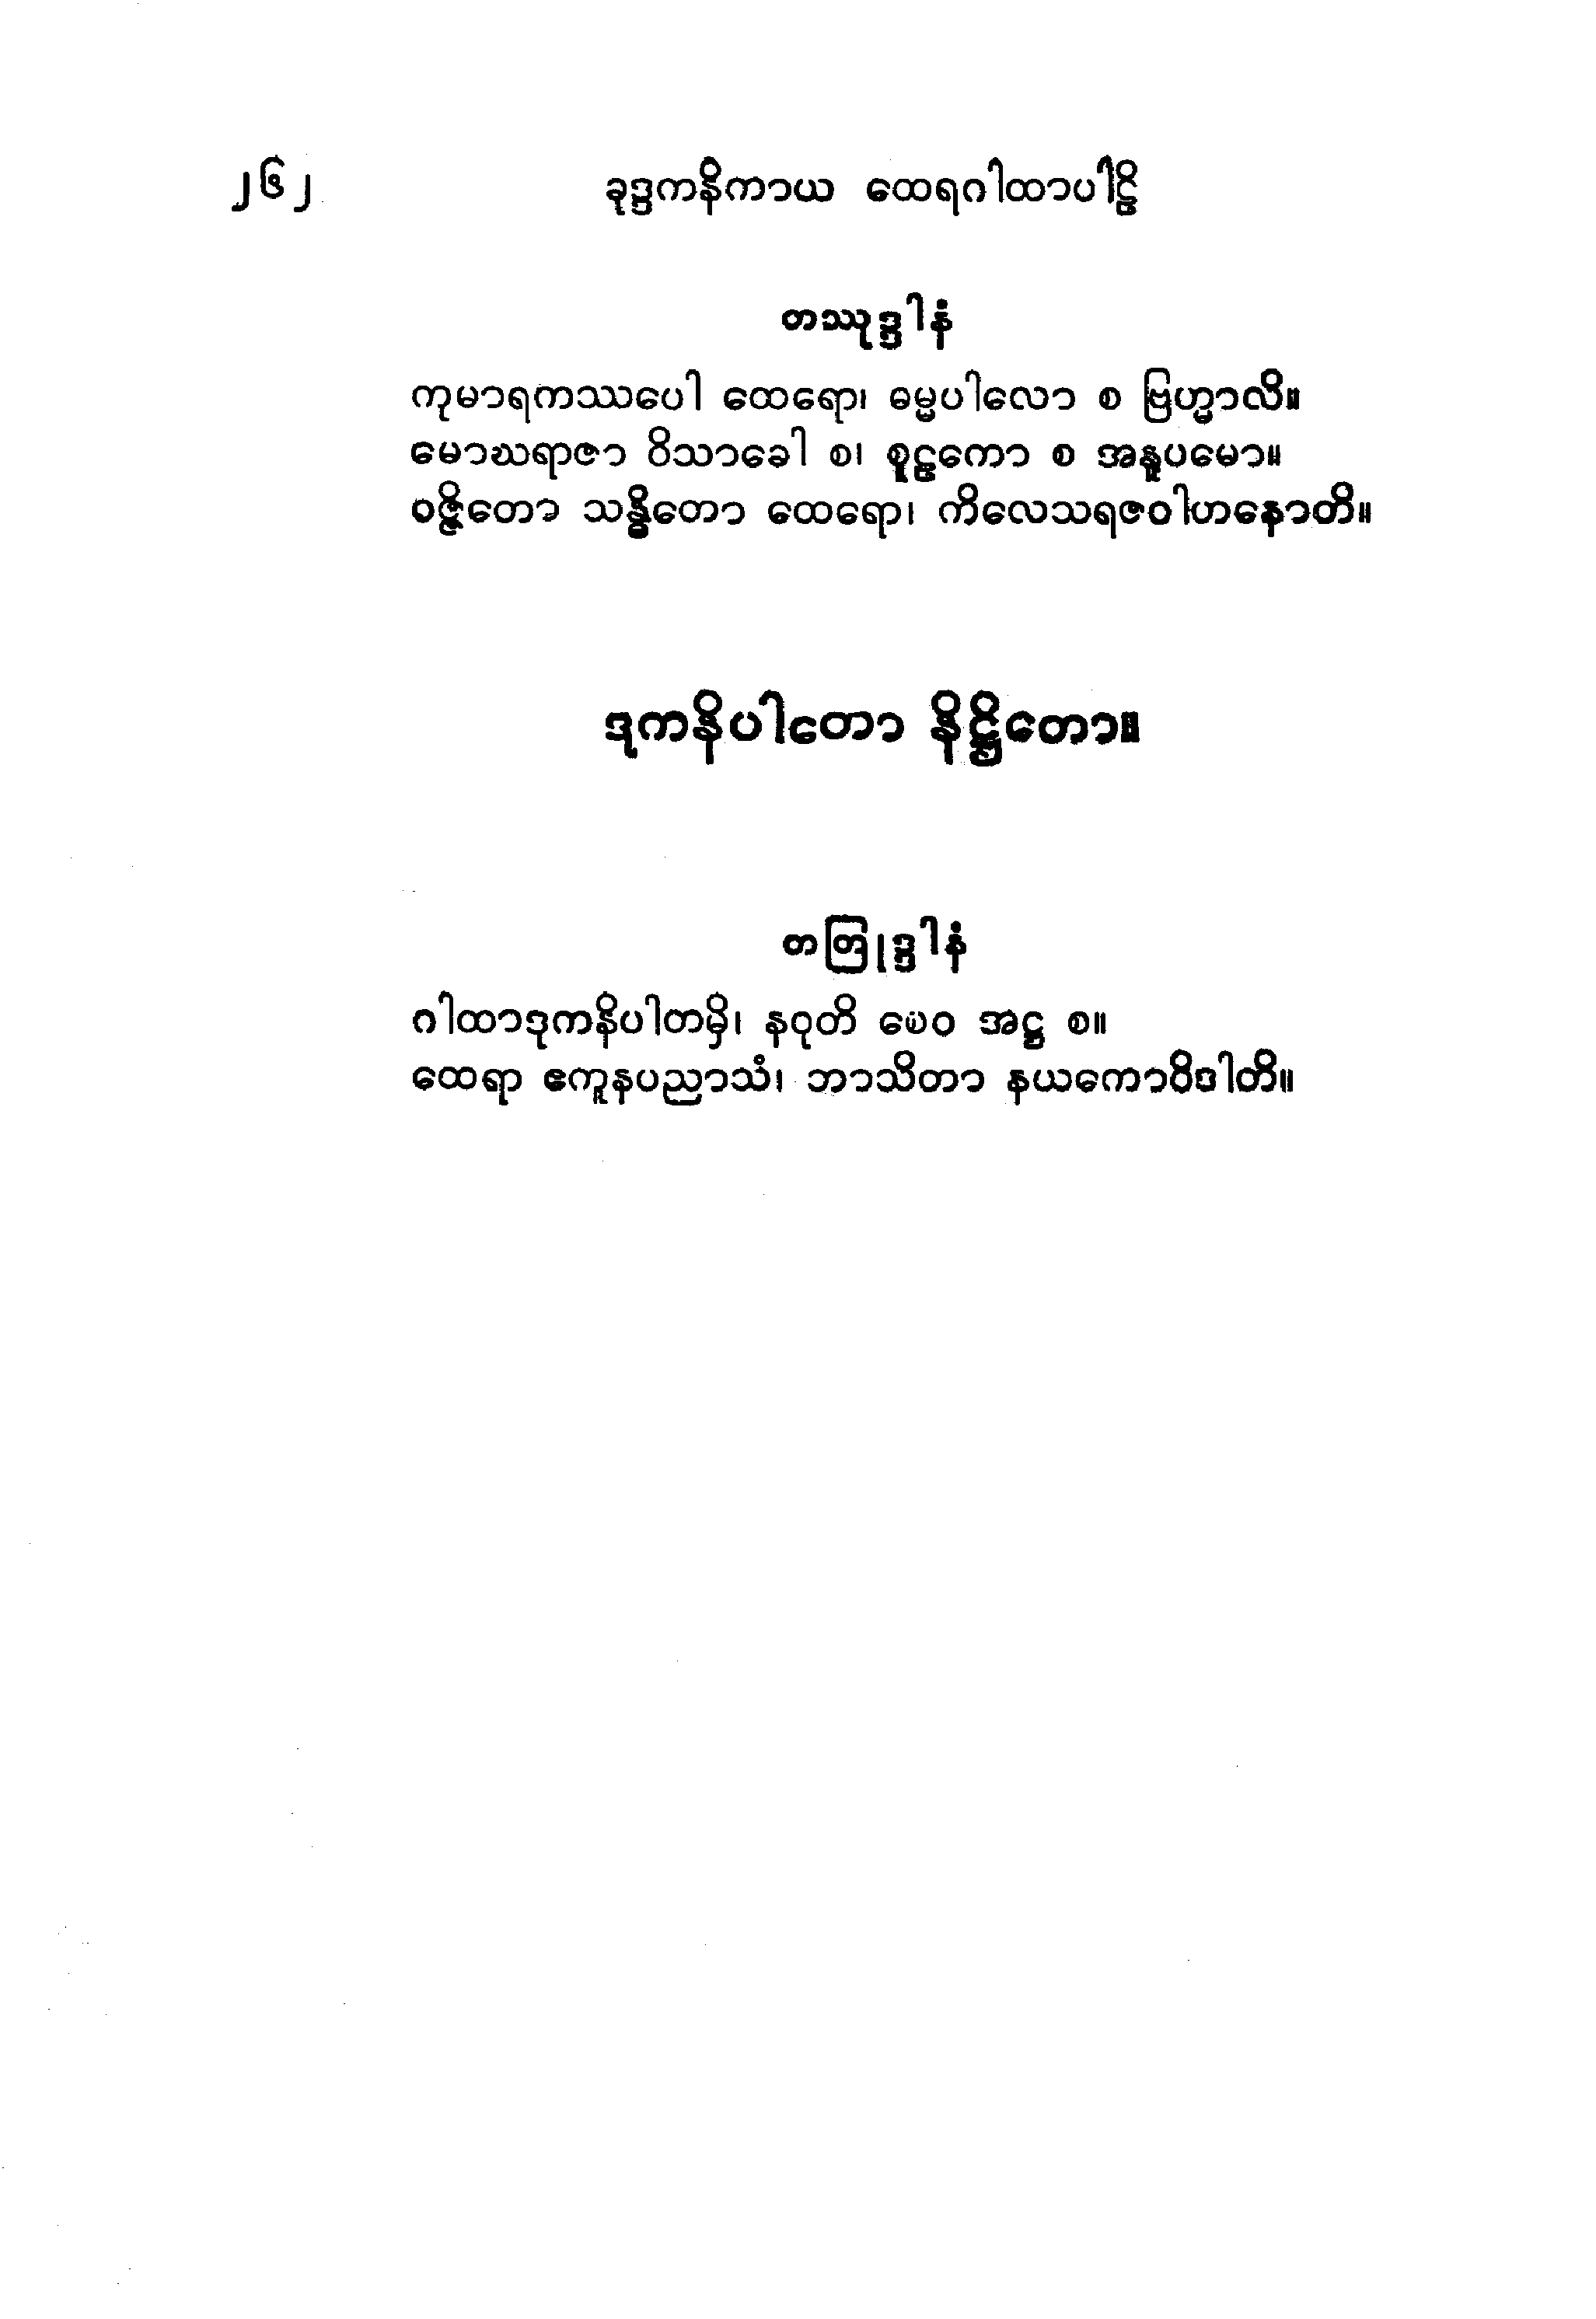 ၂၆၂ ခုဒ္ဒကနိကာယ ထေရဂါထာပါဠိ
တဿုဒ္ဒါနံ
ကုမာရကဿပေါ ထေရော၊ ဓမ္မပါလော စ ဗြဟ္မာလိ။
မောဃရာဇာ ဝိသာခေါ စ၊ စူဠကော စ အနူပမော။
ဝဇ္ဇိတော သန္ဓိတော ထေရော၊ ကိလေသရဇဝါဟနောတိ။
ဒုကနိပါတော နိဋ္ဌိတော။
တတြုဒ္ဒါနံ
ဂါထာဒုကနိပါတမှိ၊ နဝုတိ စေဝ အဋ္ဌ စ။
ထေရာ ဧကူနပညာသံ၊ ဘာသိတာ နယကောဝိဒါတိ။